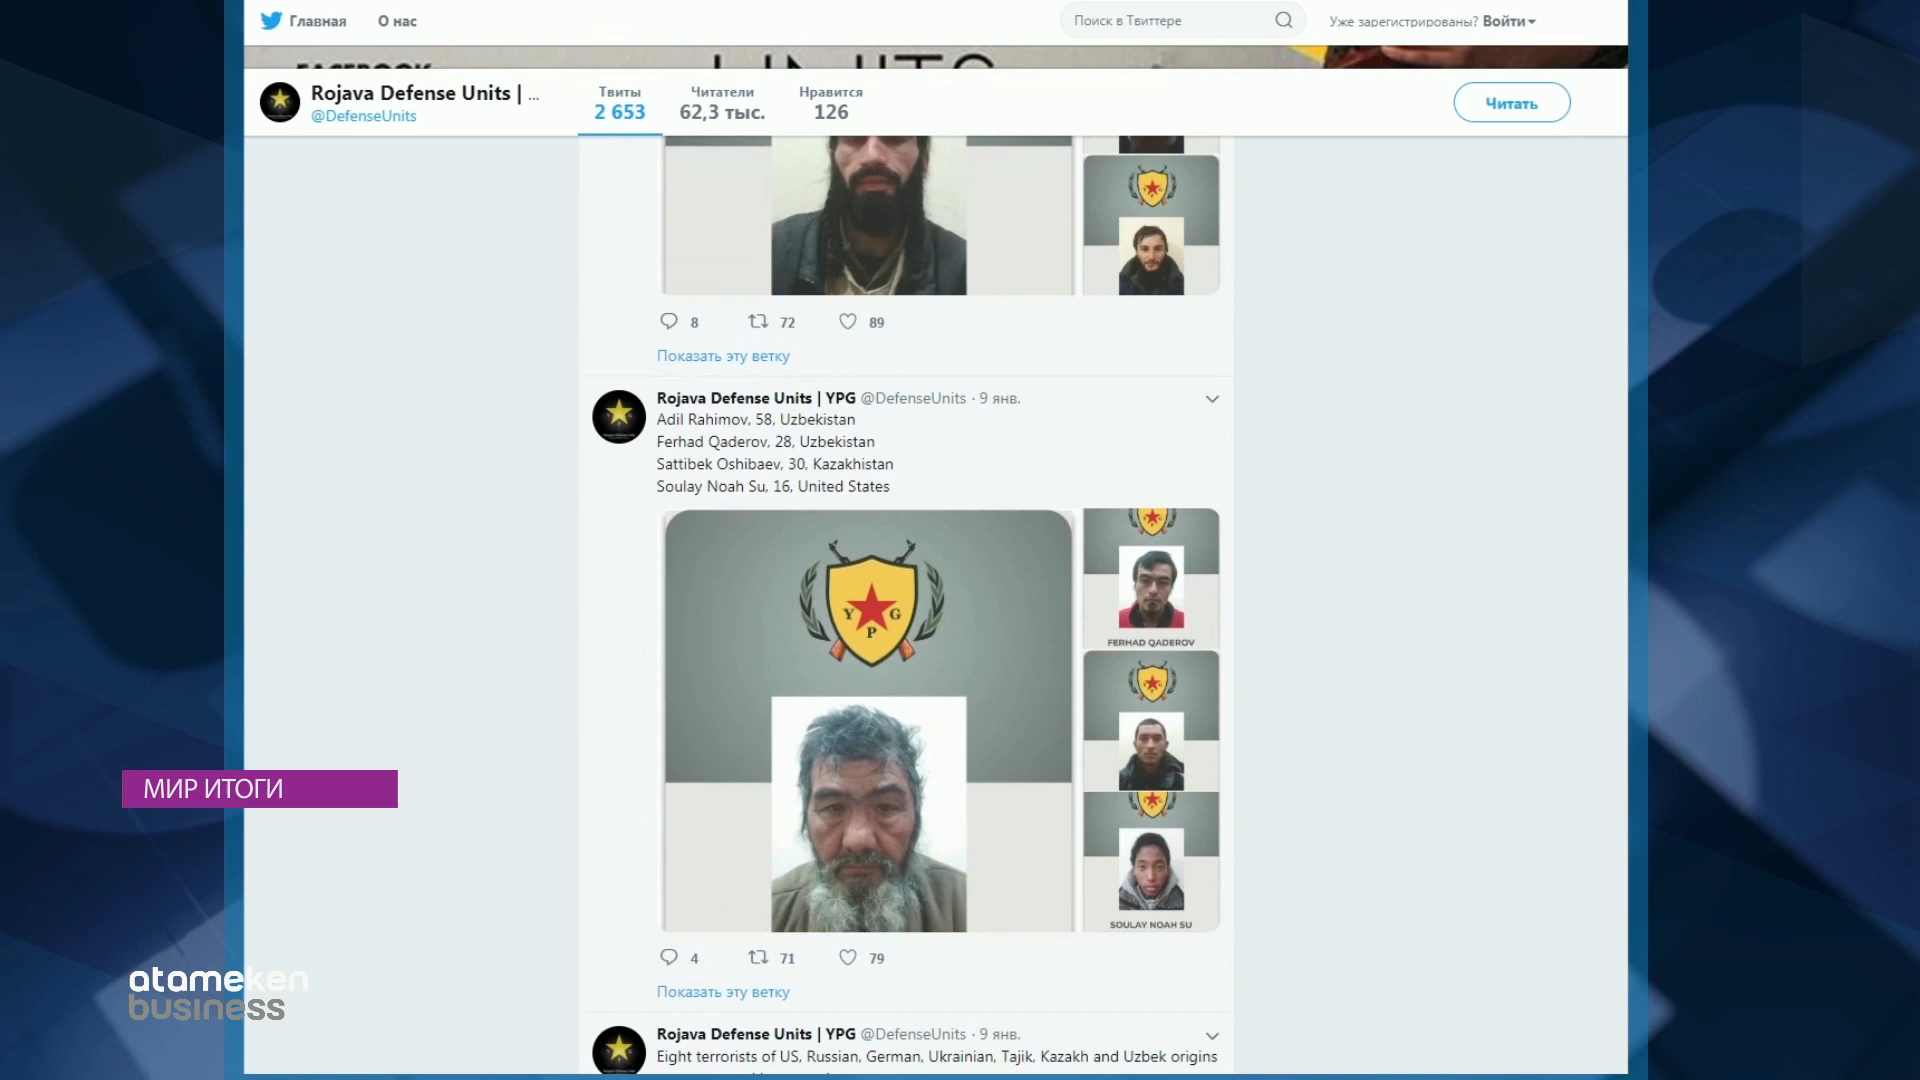 Главная
О нас
Поиск в Твиттере
Уже зарегистрированы? Войти
UNITS
Rojava Defense Units | ...
@DefenseUnits
Твиты
2 653
Читатели
62,3 тыс.
Нравится
126
Читать
8
72
89
Показать эту ветку
Rojava Defense Units | YPG @DefenseUnits · 9 янв.
Adil Rahimov, 58, Uzbekistan
Ferhad Qaderov, 28, Uzbekistan
Sattibek Oshibaev, 30, Kazakhistan
Soulay Noah Su, 16, United States
Y P G
FERHAD QADEROV
SOULAY NOAH SU
4
71
79
Показать эту ветку
Rojava Defense Units | YPG @DefenseUnits · 9 янв.
Eight terrorists of US, Russian, German, Ukrainian, Tajik, Kazakh and Uzbek origins
МИР ИТОГИ
atameken
business